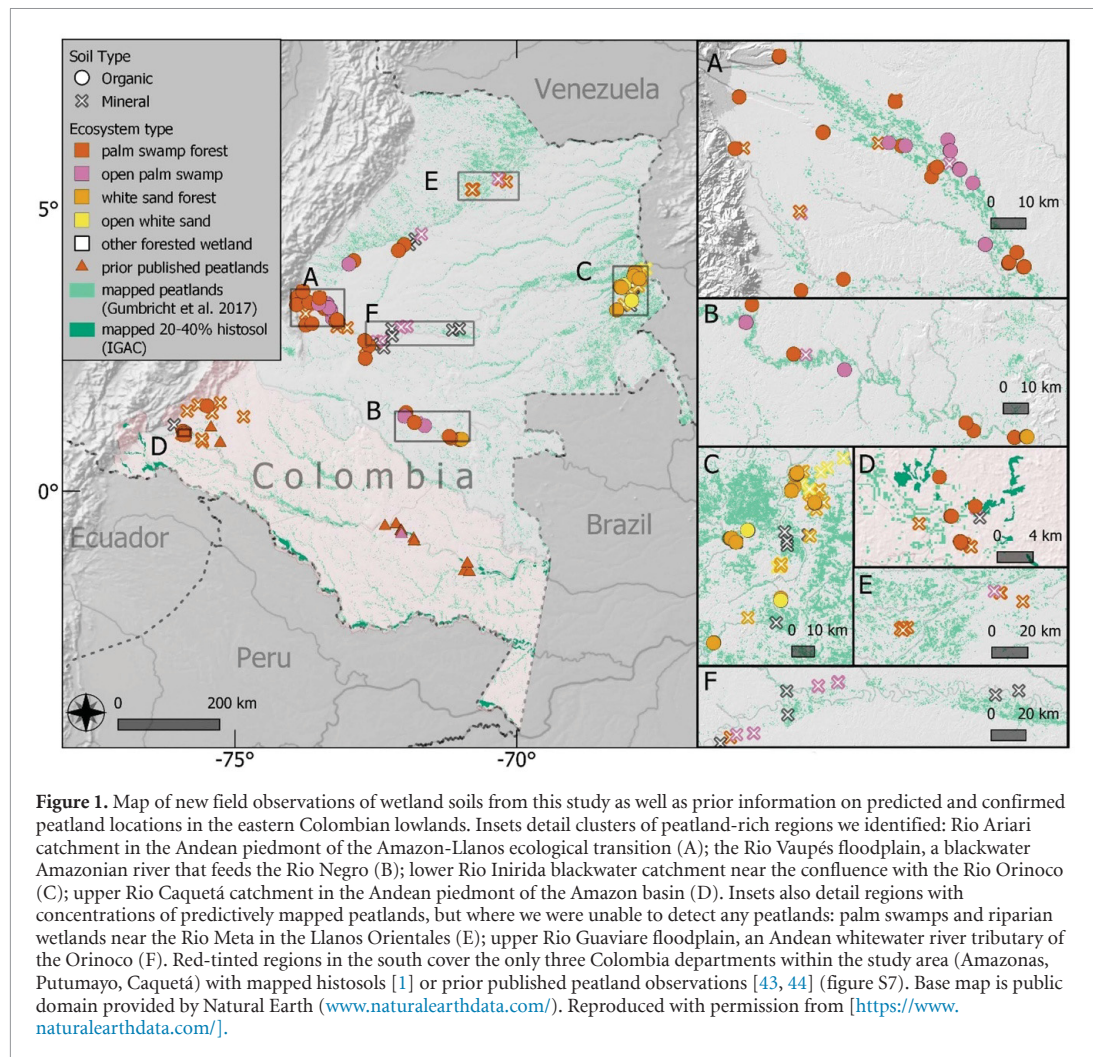 Soil Type
Organic
Mineral
Ecosystem type
palm swamp forest
open palm swamp
white sand forest
open white sand
other forested wetland
prior published peatlands
mapped peatlands
(Gumbricht et al. 2017)
mapped 20-40% histosol
(IGAC)
Venezuela
E
5°
A
C
F
B
D
Colombia
0°
Ecuador
Brazil
Peru
0
200 km
-75°
-70°
A
0
10 km
B
0
10 km
C
0
10 km
D
0
4 km
E
0
20 km
F
0
20 km
Figure 1. Map of new field observations of wetland soils from this study as well as prior information on predicted and confirmed
peatland locations in the eastern Colombian lowlands. Insets detail clusters of peatland-rich regions we identified: Rio Ariari
catchment in the Andean piedmont of the Amazon-Llanos ecological transition (A); the Rio Vaupés floodplain, a blackwater
Amazonian river that feeds the Rio Negro (B); lower Rio Inirida blackwater catchment near the confluence with the Rio Orinoco
(C); upper Rio Caquetá catchment in the Andean piedmont of the Amazon basin (D). Insets also detail regions with
concentrations of predictively mapped peatlands, but where we were unable to detect any peatlands: palm swamps and riparian
wetlands near the Rio Meta in the Llanos Orientales (E); upper Rio Guaviare floodplain, an Andean whitewater river tributary of
the Orinoco (F). Red-tinted regions in the south cover the only three Colombia departments within the study area (Amazonas,
Putumayo, Caquetá) with mapped histosols [1] or prior published peatland observations [43, 44] (figure S7). Base map is public
domain provided by Natural Earth (www.naturalearthdata.com/). Reproduced with permission from [https://www.
naturalearthdata.com/].